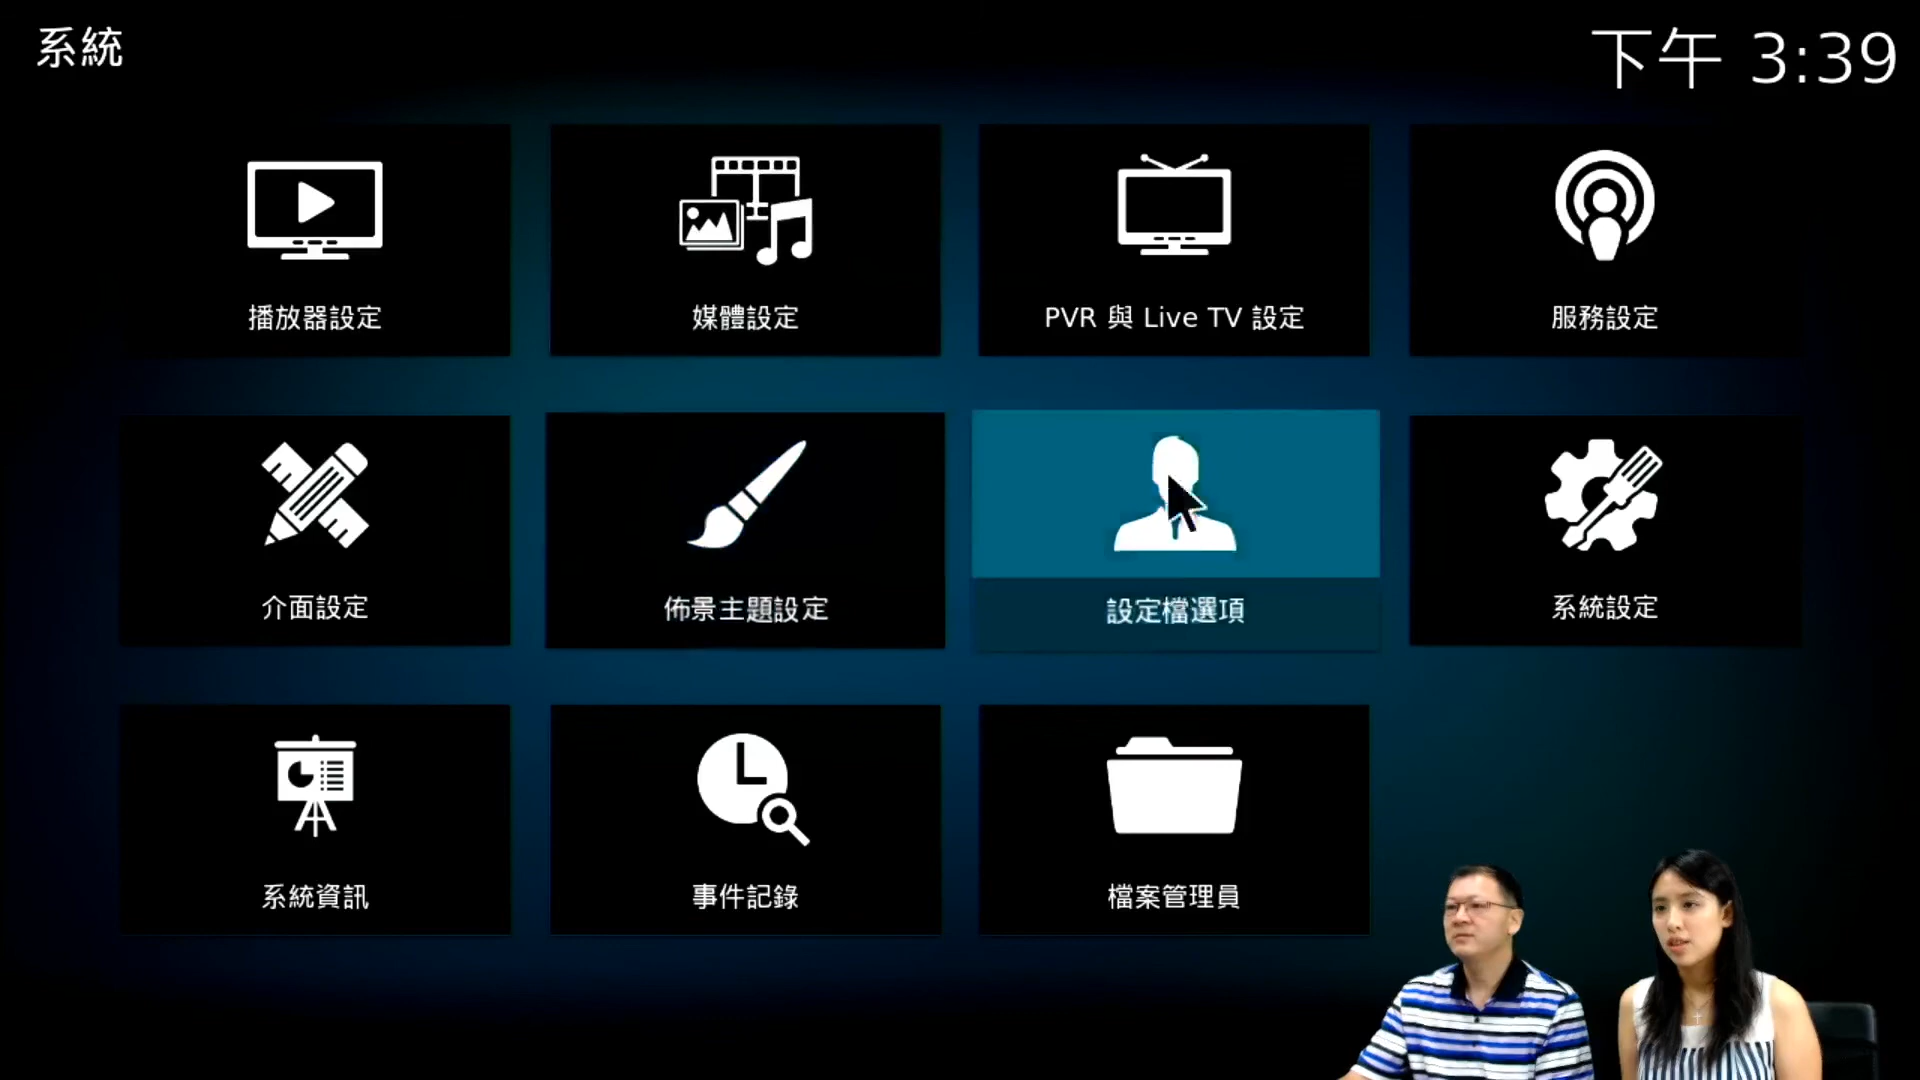 系統
下午 3:39
播放器設定
媒體設定
PVR 與 Live TV 設定
服務設定
介面設定
佈景主題設定
設定檔選項
系統設定
系統資訊
事件記錄
檔案管理員